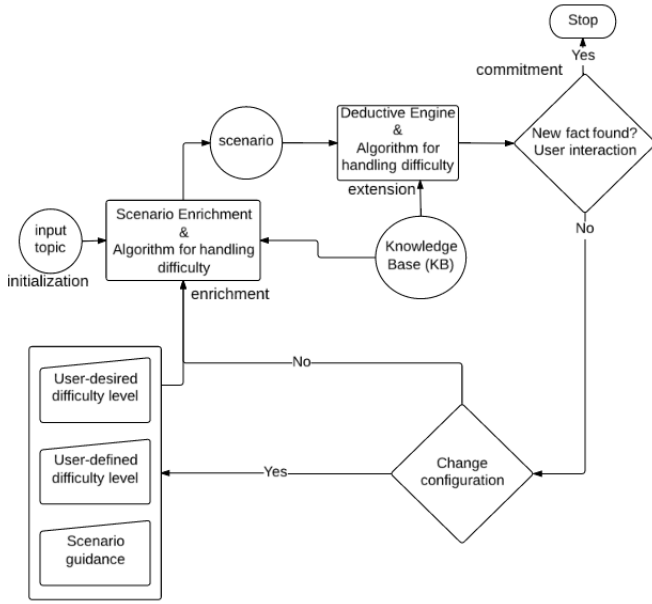 Stop
Yes
commitment
New fact found?
User interaction
Deductive Engine
&
Algorithm for
handling difficulty
extension
scenario
Scenario Enrichment
&
Algorithm for handling
difficulty
enrichment
input
topic
initialization
Knowledge
Base (KB)
No
No
User-desired
difficulty level
User-defined
difficulty level
Scenario
guidance
Yes
Change
configuration